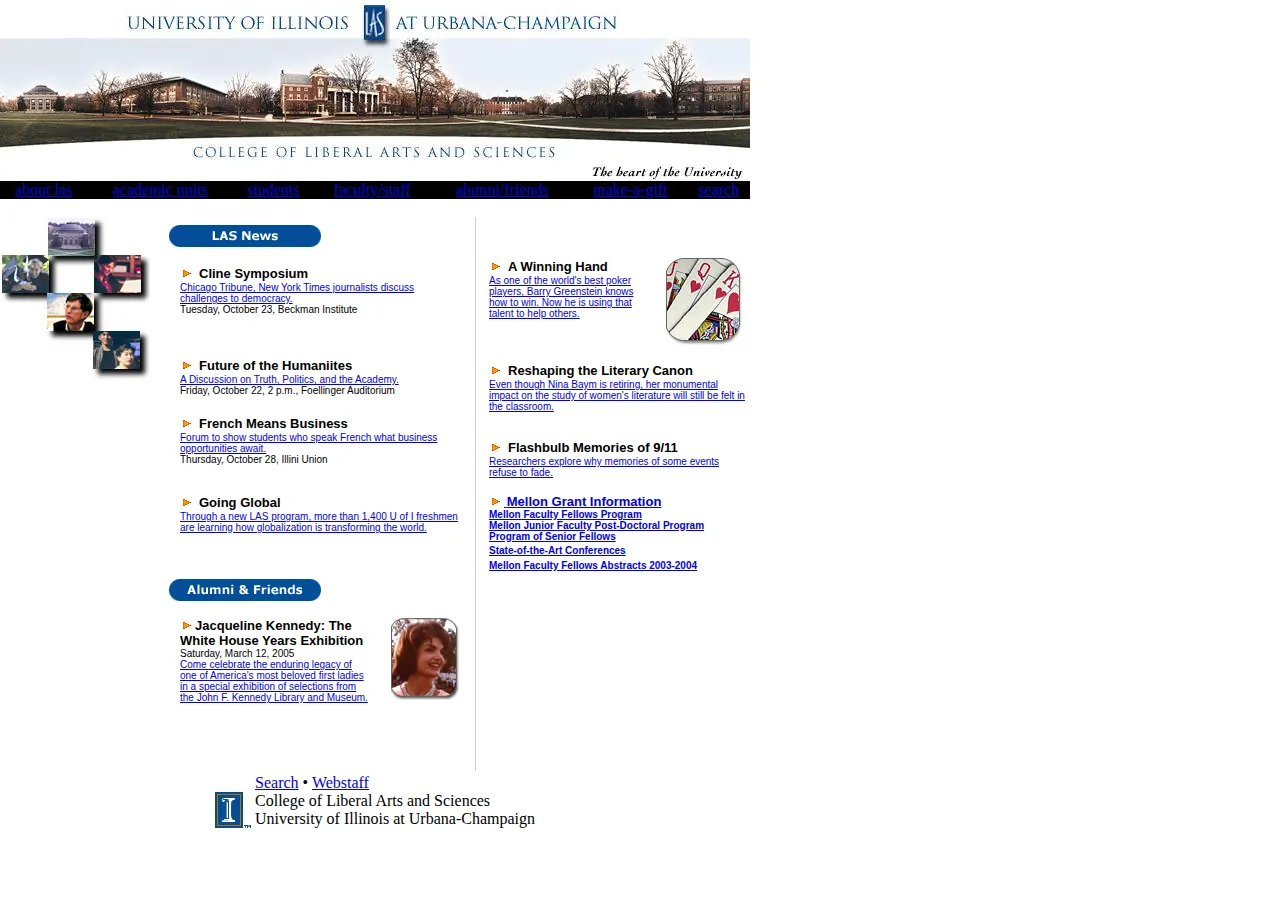 UNIVERSITY OF ILLINOIS LAS AT URBANA-CHAMPAIGN
COLLEGE OF LIBERAL ARTS AND SCIENCES
The heart of the University
about las academic units students faculty/staff alumni/friends make-a-gift search
LAS News
Cline Symposium
Chicago Tribune, New York Times journalists discuss
challenges to democracy.
Tuesday, October 23, Beckman Institute
Future of the Humaniites
A Discussion on Truth, Politics, and the Academy.
Friday, October 22, 2 p.m., Foellinger Auditorium
French Means Business
Forum to show students who speak French what business
opportunities await.
Thursday, October 28, Illini Union
Going Global
Through a new LAS program, more than 1,400 U of I freshmen
are learning how globalization is transforming the world.
Alumni & Friends
Jacqueline Kennedy: The
White House Years Exhibition
Saturday, March 12, 2005
Come celebrate the enduring legacy of
one of America's most beloved first ladies
in a special exhibition of selections from
the John F. Kennedy Library and Museum.
A Winning Hand
As one of the world's best poker
players, Barry Greenstein knows
how to win. Now he is using that
talent to help others.
J Q K
Reshaping the Literary Canon
Even though Nina Baym is retiring, her monumental
impact on the study of women's literature will still be felt in
the classroom.
Flashbulb Memories of 9/11
Researchers explore why memories of some events
refuse to fade.
Mellon Grant Information
Mellon Faculty Fellows Program
Mellon Junior Faculty Post-Doctoral Program
Program of Senior Fellows
State-of-the-Art Conferences
Mellon Faculty Fellows Abstracts 2003-2004
Search • Webstaff
I TM
College of Liberal Arts and Sciences
University of Illinois at Urbana-Champaign